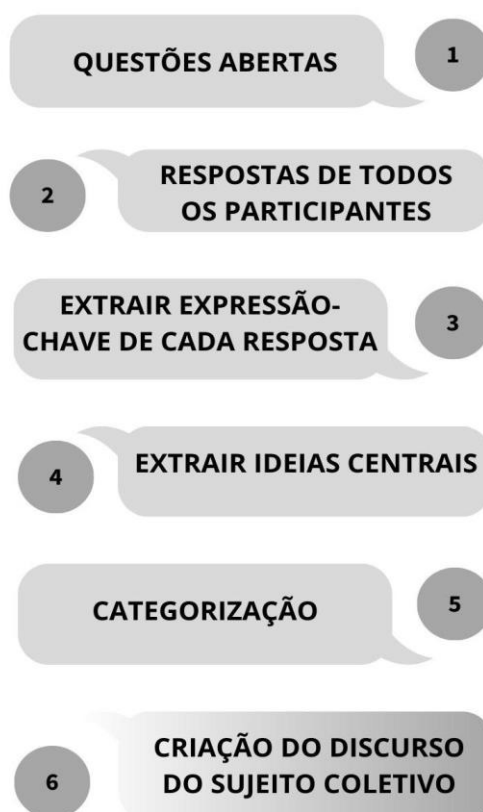 QUESTÕES ABERTAS
1
2
RESPOSTAS DE TODOS
OS PARTICIPANTES
EXTRAIR EXPRESSÃO-
CHAVE DE CADA RESPOSTA
3
4
EXTRAIR IDEIAS CENTRAIS
CATEGORIZAÇÃO
5
6
CRIAÇÃO DO DISCURSO
DO SUJEITO COLETIVO